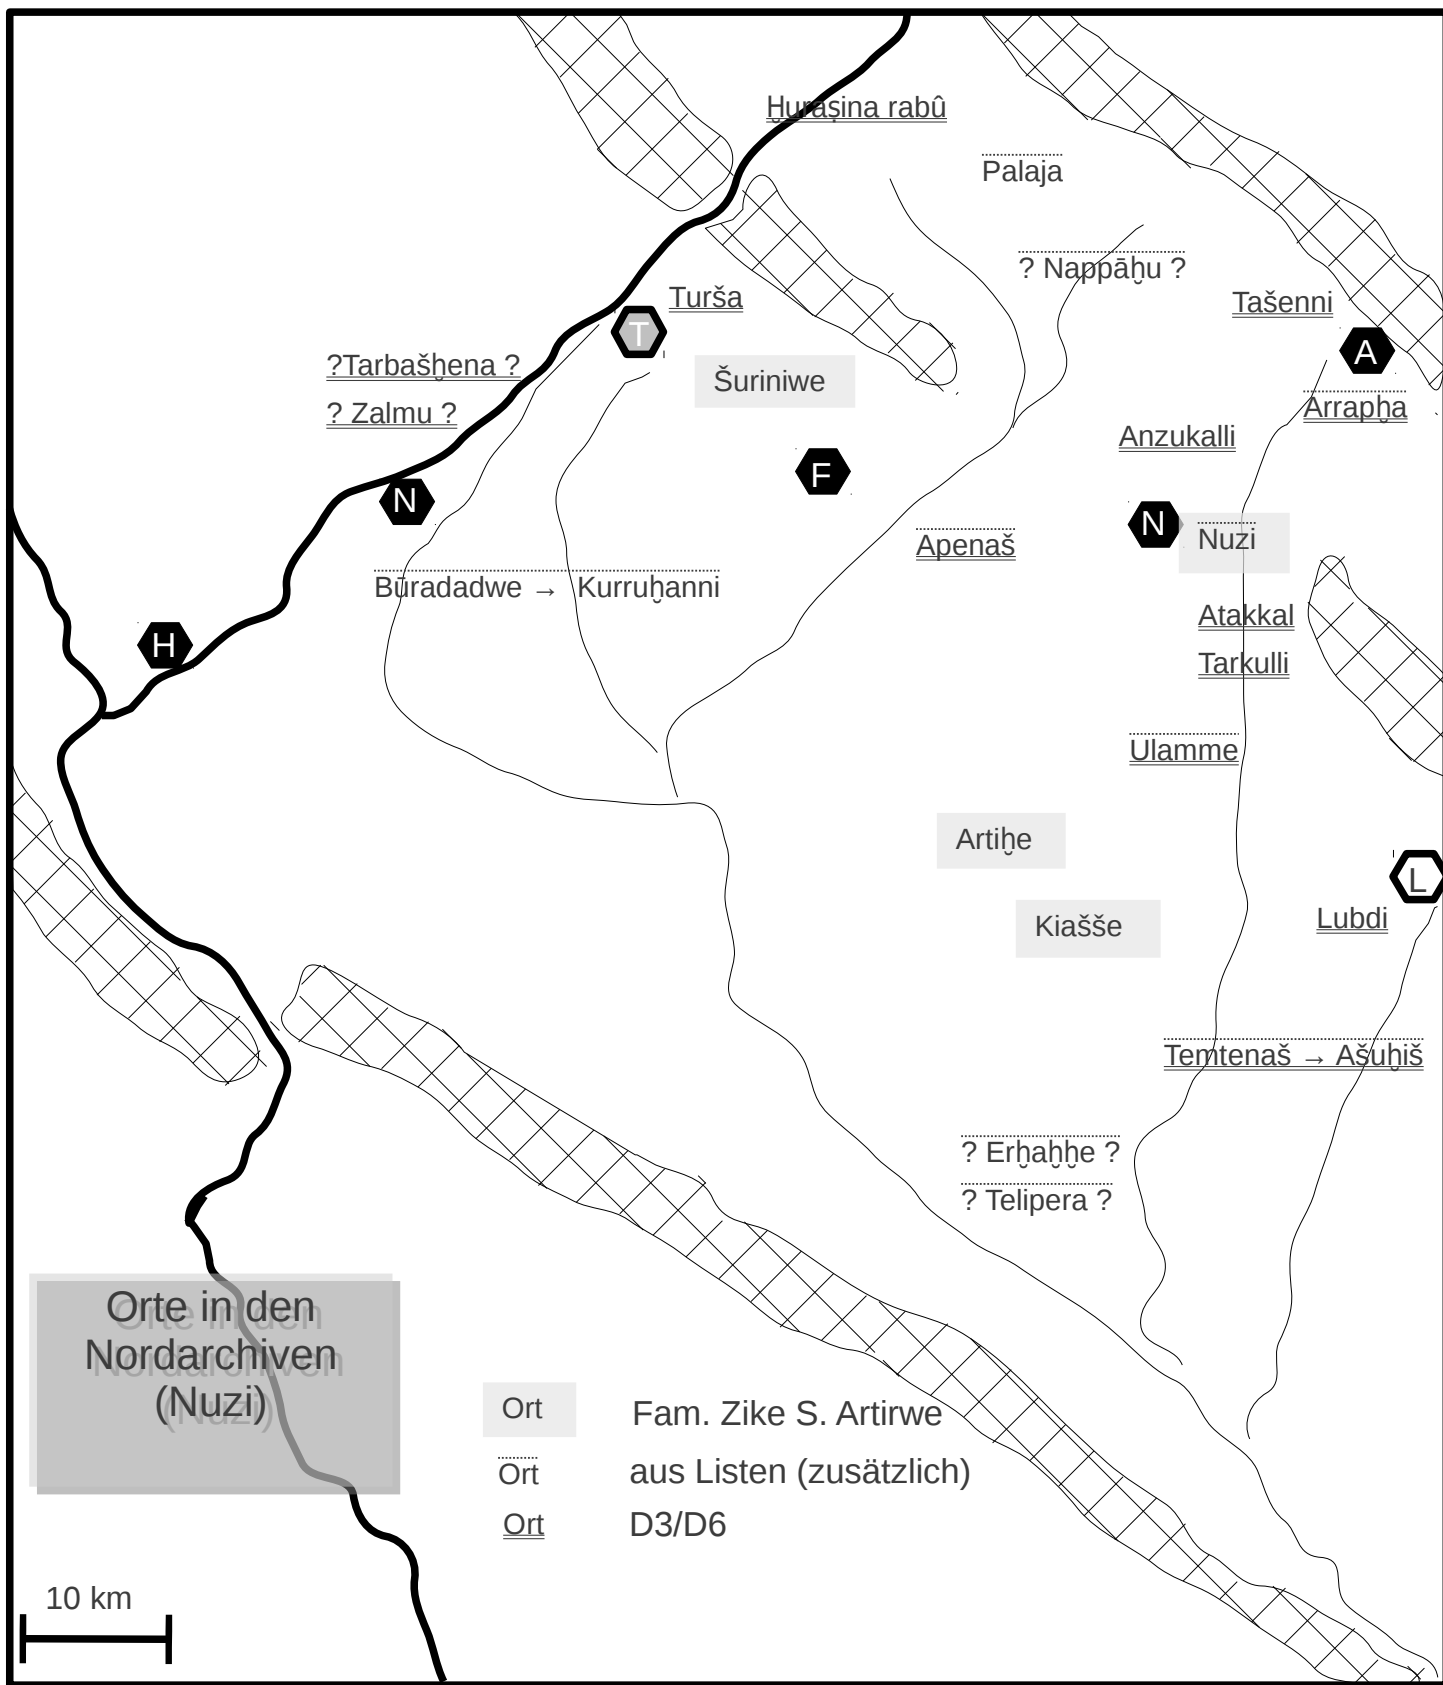 Ḫuraṣina rabû
Palaja
? Nappāḫu ?
Turša
Tašenni
T
A
?Tarbašḫena ?
Šuriniwe
Arrapḫa
? Zalmu ?
Anzukalli
F
N
N
Nuzi
Apenaš
Būradadwe → Kurruḫanni
Atakkal
H
Tarkulli
Ulamme
Artiḫe
L
Kiašše
Lubdi
Temtenaš → Ašuḫiš
? Erḫaḫḫe ?
? Telipera ?
Orte in den
Nordarchiven
(Nuzi)
Ort Fam. Zike S. Artirwe
Ort aus Listen (zusätzlich)
Ort D3/D6
10 km